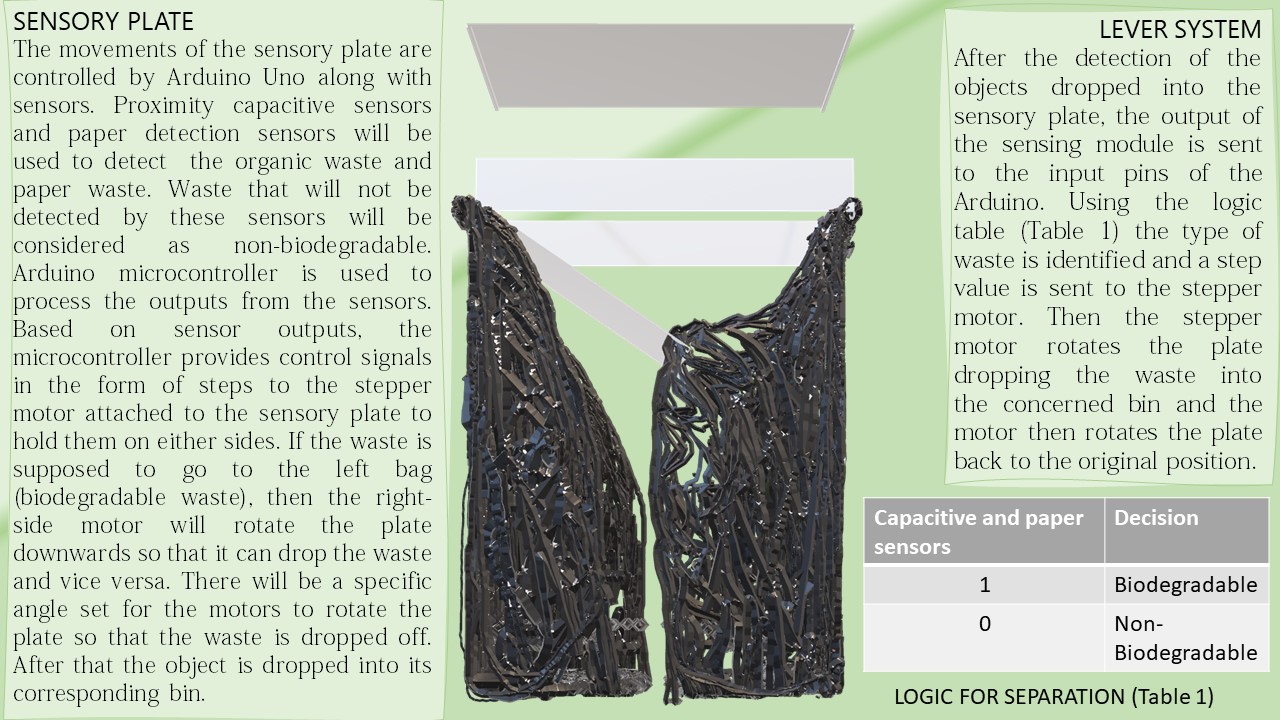 SENSORY PLATE
The movements of the sensory plate are
controlled by Arduino Uno along with
sensors. Proximity capacitive sensors
and paper detection sensors will be
used to detect the organic waste and
paper waste. Waste that will not be
detected by these sensors will be
considered as non-biodegradable.
Arduino microcontroller is used to
process the outputs from the sensors.
Based on sensor outputs, the
microcontroller provides control signals
in the form of steps to the stepper
motor attached to the sensory plate to
hold them on either sides. If the waste is
supposed to go to the left bag
(biodegradable waste), then the right-
side motor will rotate the plate
downwards so that it can drop the waste
and vice versa. There will be a specific
angle set for the motors to rotate the
plate so that the waste is dropped off.
After that the object is dropped into its
corresponding bin.
LEVER SYSTEM
After the detection of the
objects dropped into the
sensory plate, the output of
the sensing module is sent
to the input pins of the
Arduino. Using the logic
table (Table 1) the type of
waste is identified and a step
value is sent to the stepper
motor. Then the stepper
motor rotates the plate
dropping the waste into
the concerned bin and the
motor then rotates the plate
back to the original position.
Capacitive and paper
sensors
Decision
1
Biodegradable
0
Non-
Biodegradable
LOGIC FOR SEPARATION (Table 1)